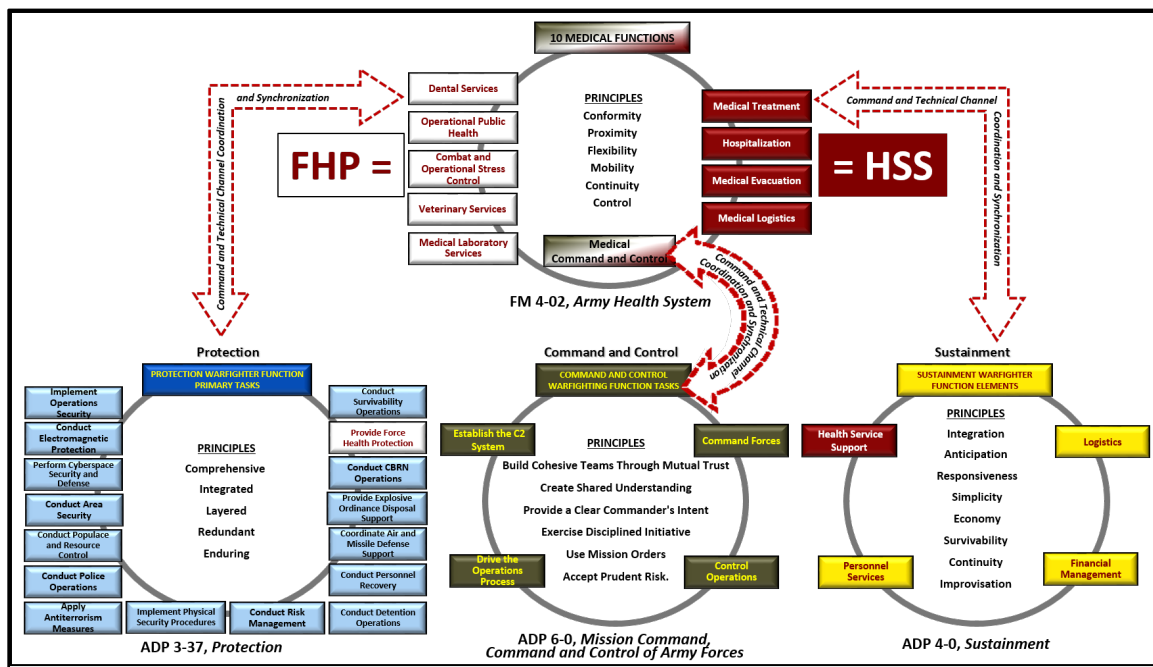 10 MEDICAL FUNCTIONS
Command and Technical Channel Coordination
and Synchronization
Dental Services
Operational Public
Health
Combat and
Operational Stress
Control
Veterinary Services
Medical Laboratory
Services
FHP =
PRINCIPLES
Conformity
Proximity
Flexibility
Mobility
Continuity
Control
Medical Treatment
Hospitalization
Medical Evacuation
Medical Logistics
= HSS
Command and Technical Channel
Coordination and Synchronization
Medical
Command and Control
FM 4-02, Army Health System
Command and Technical Channel
Coordination and Synchronization
Protection
PROTECTION WARFIGHTER FUNCTION
PRIMARY TASKS
Implement
Operations
Security
Conduct
Electromagnetic
Protection
Perform Cyberspace
Security and
Defense
Conduct Area
Security
Conduct Populace
and Resource
Control
Conduct Police
Operations
Apply
Antiterrorism
Measures
Implement Physical
Security Procedures
Conduct Risk
Management
PRINCIPLES
Comprehensive
Integrated
Layered
Redundant
Enduring
Conduct
Survivability
Operations
Provide Force
Health Protection
Conduct CBRN
Operations
Provide Explosive
Ordinance Disposal
Support
Coordinate Air and
Missile Defense
Support
Conduct Personnel
Recovery
Conduct Detention
Operations
ADP 3-37, Protection
Command and Control
COMMAND AND CONTROL
WARFIGHTING FUNCTION TASKS
Establish the C2
System
Command Forces
PRINCIPLES
Build Cohesive Teams Through Mutual Trust
Create Shared Understanding
Provide a Clear Commander's Intent
Exercise Disciplined Initiative
Use Mission Orders
Accept Prudent Risk.
Drive the
Operations Process
Control
Operations
ADP 6-0, Mission Command,
Command and Control of Army Forces
Sustainment
SUSTAINMENT WARFIGHTER
FUNCTION ELEMENTS
Health Service
Support
Logistics
PRINCIPLES
Integration
Anticipation
Responsiveness
Simplicity
Economy
Survivability
Continuity
Improvisation
Personnel
Services
Financial
Management
ADP 4-0, Sustainment